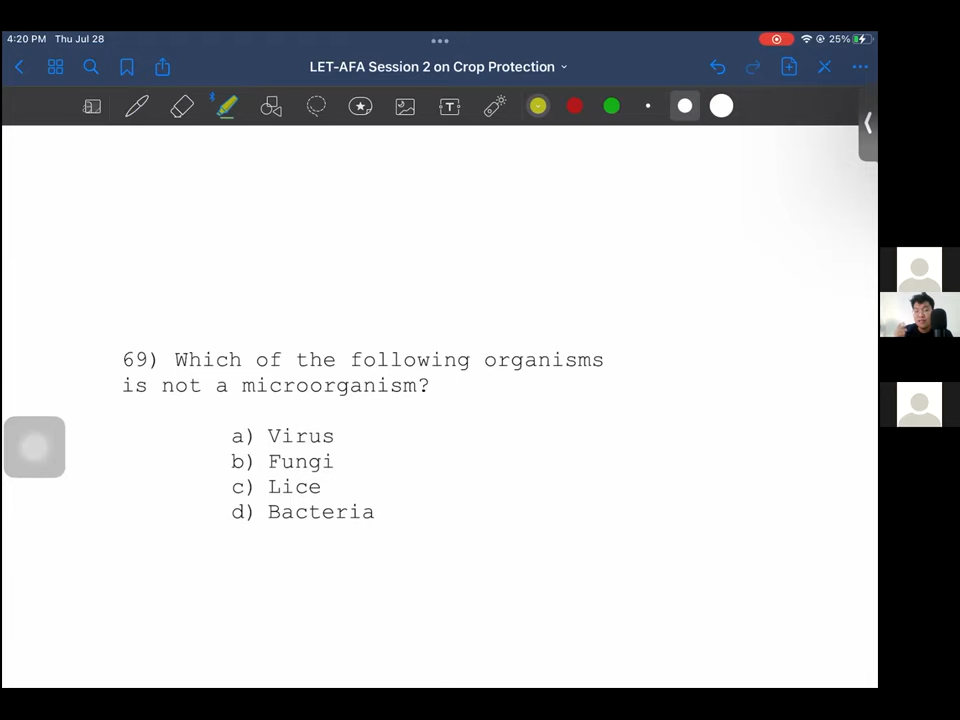 4:20 PM Thu Jul 28
25%
LET-AFA Session 2 on Crop Protection
T
69) Which of the following organisms
is not a microorganism?
a) Virus
b) Fungi
c) Lice
d) Bacteria